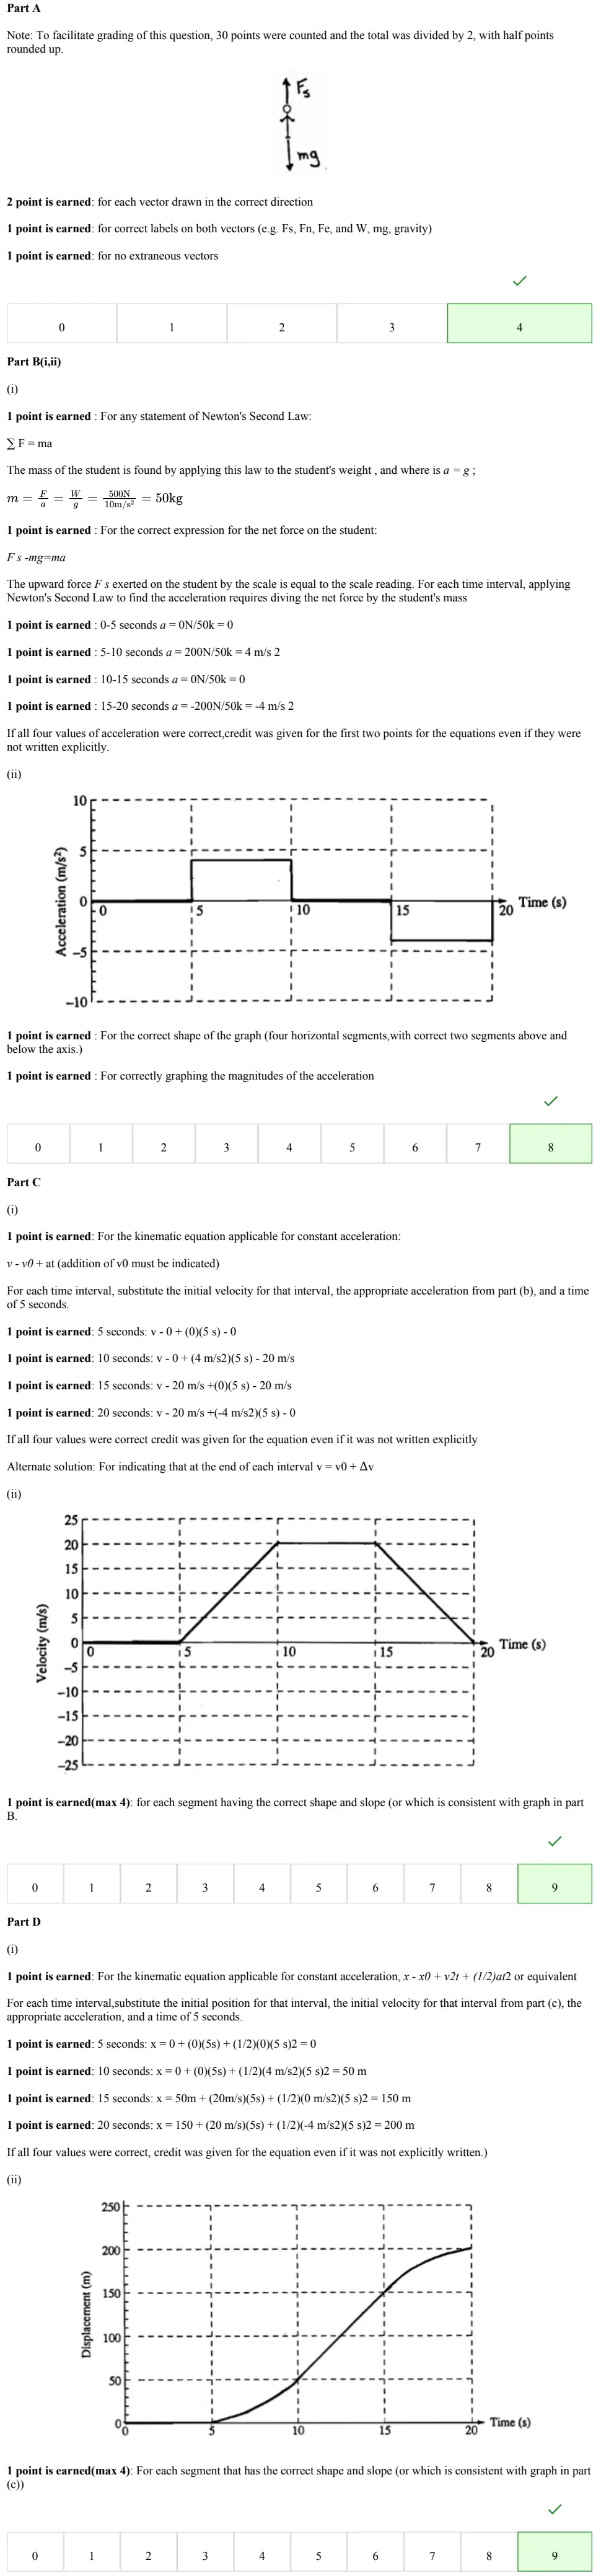 Part A
Note: To facilitate grading of this question, 30 points were counted and the total was divided by 2, with half points
rounded up.
Fs
mg
2 point is earned: for each vector drawn in the correct direction
1 point is earned: for correct labels on both vectors (e.g. Fs, Fn, Fe, and W, mg, gravity)
1 point is earned: for no extraneous vectors
0 1 2 3 4
Part B(i,ii)
(i)
1 point is earned : For any statement of Newton's Second Law:
∑ F = ma
The mass of the student is found by applying this law to the student's weight , and where is a = g ;
m = F/a = W/g = 500N/10m/s² = 50kg
1 point is earned : For the correct expression for the net force on the student:
F s -mg=ma
The upward force F s exerted on the student by the scale is equal to the scale reading. For each time interval, applying
Newton's Second Law to find the acceleration requires diving the net force by the student's mass
1 point is earned : 0-5 seconds a = 0N/50k = 0
1 point is earned : 5-10 seconds a = 200N/50k = 4 m/s 2
1 point is earned : 10-15 seconds a = 0N/50k = 0
1 point is earned : 15-20 seconds a = -200N/50k = -4 m/s 2
If all four values of acceleration were correct,credit was given for the first two points for the equations even if they were
not written explicitly.
(ii)
Acceleration (m/s²)
10
5
0
-5
-10
0 5 10 15 20 Time (s)
1 point is earned : For the correct shape of the graph (four horizontal segments,with correct two segments above and
below the axis.)
1 point is earned : For correctly graphing the magnitudes of the acceleration
0 1 2 3 4 5 6 7 8
Part C
(i)
1 point is earned: For the kinematic equation applicable for constant acceleration:
v - v0 + at (addition of v0 must be indicated)
For each time interval, substitute the initial velocity for that interval, the appropriate acceleration from part (b), and a time
of 5 seconds.
1 point is earned: 5 seconds: v - 0 + (0)(5 s) - 0
1 point is earned: 10 seconds: v - 0 + (4 m/s2)(5 s) - 20 m/s
1 point is earned: 15 seconds: v - 20 m/s +(0)(5 s) - 20 m/s
1 point is earned: 20 seconds: v - 20 m/s +(-4 m/s2)(5 s) - 0
If all four values were correct credit was given for the equation even if it was not written explicitly
Alternate solution: For indicating that at the end of each interval v = v0 + Δv
(ii)
Velocity (m/s)
25
20
15
10
5
0
-5
-10
-15
-20
-25
0 5 10 15 20 Time (s)
1 point is earned(max 4): for each segment having the correct shape and slope (or which is consistent with graph in part
B.
0 1 2 3 4 5 6 7 8 9
Part D
(i)
1 point is earned: For the kinematic equation applicable for constant acceleration, x - x0 + v2t + (1/2)at2 or equivalent
For each time interval,substitute the initial position for that interval, the initial velocity for that interval from part (c), the
appropriate acceleration, and a time of 5 seconds.
1 point is earned: 5 seconds: x = 0 + (0)(5s) + (1/2)(0)(5 s)2 = 0
1 point is earned: 10 seconds: x = 0 + (0)(5s) + (1/2)(4 m/s2)(5 s)2 = 50 m
1 point is earned: 15 seconds: x = 50m + (20m/s)(5s) + (1/2)(0 m/s2)(5 s)2 = 150 m
1 point is earned: 20 seconds: x = 150 + (20 m/s)(5s) + (1/2)(-4 m/s2)(5 s)2 = 200 m
If all four values were correct, credit was given for the equation even if it was not explicitly written.)
(ii)
Displacement (m)
250
200
150
100
50
0
0 5 10 15 20 Time (s)
1 point is earned(max 4): For each segment that has the correct shape and slope (or which is consistent with graph in part
(c))
0 1 2 3 4 5 6 7 8 9